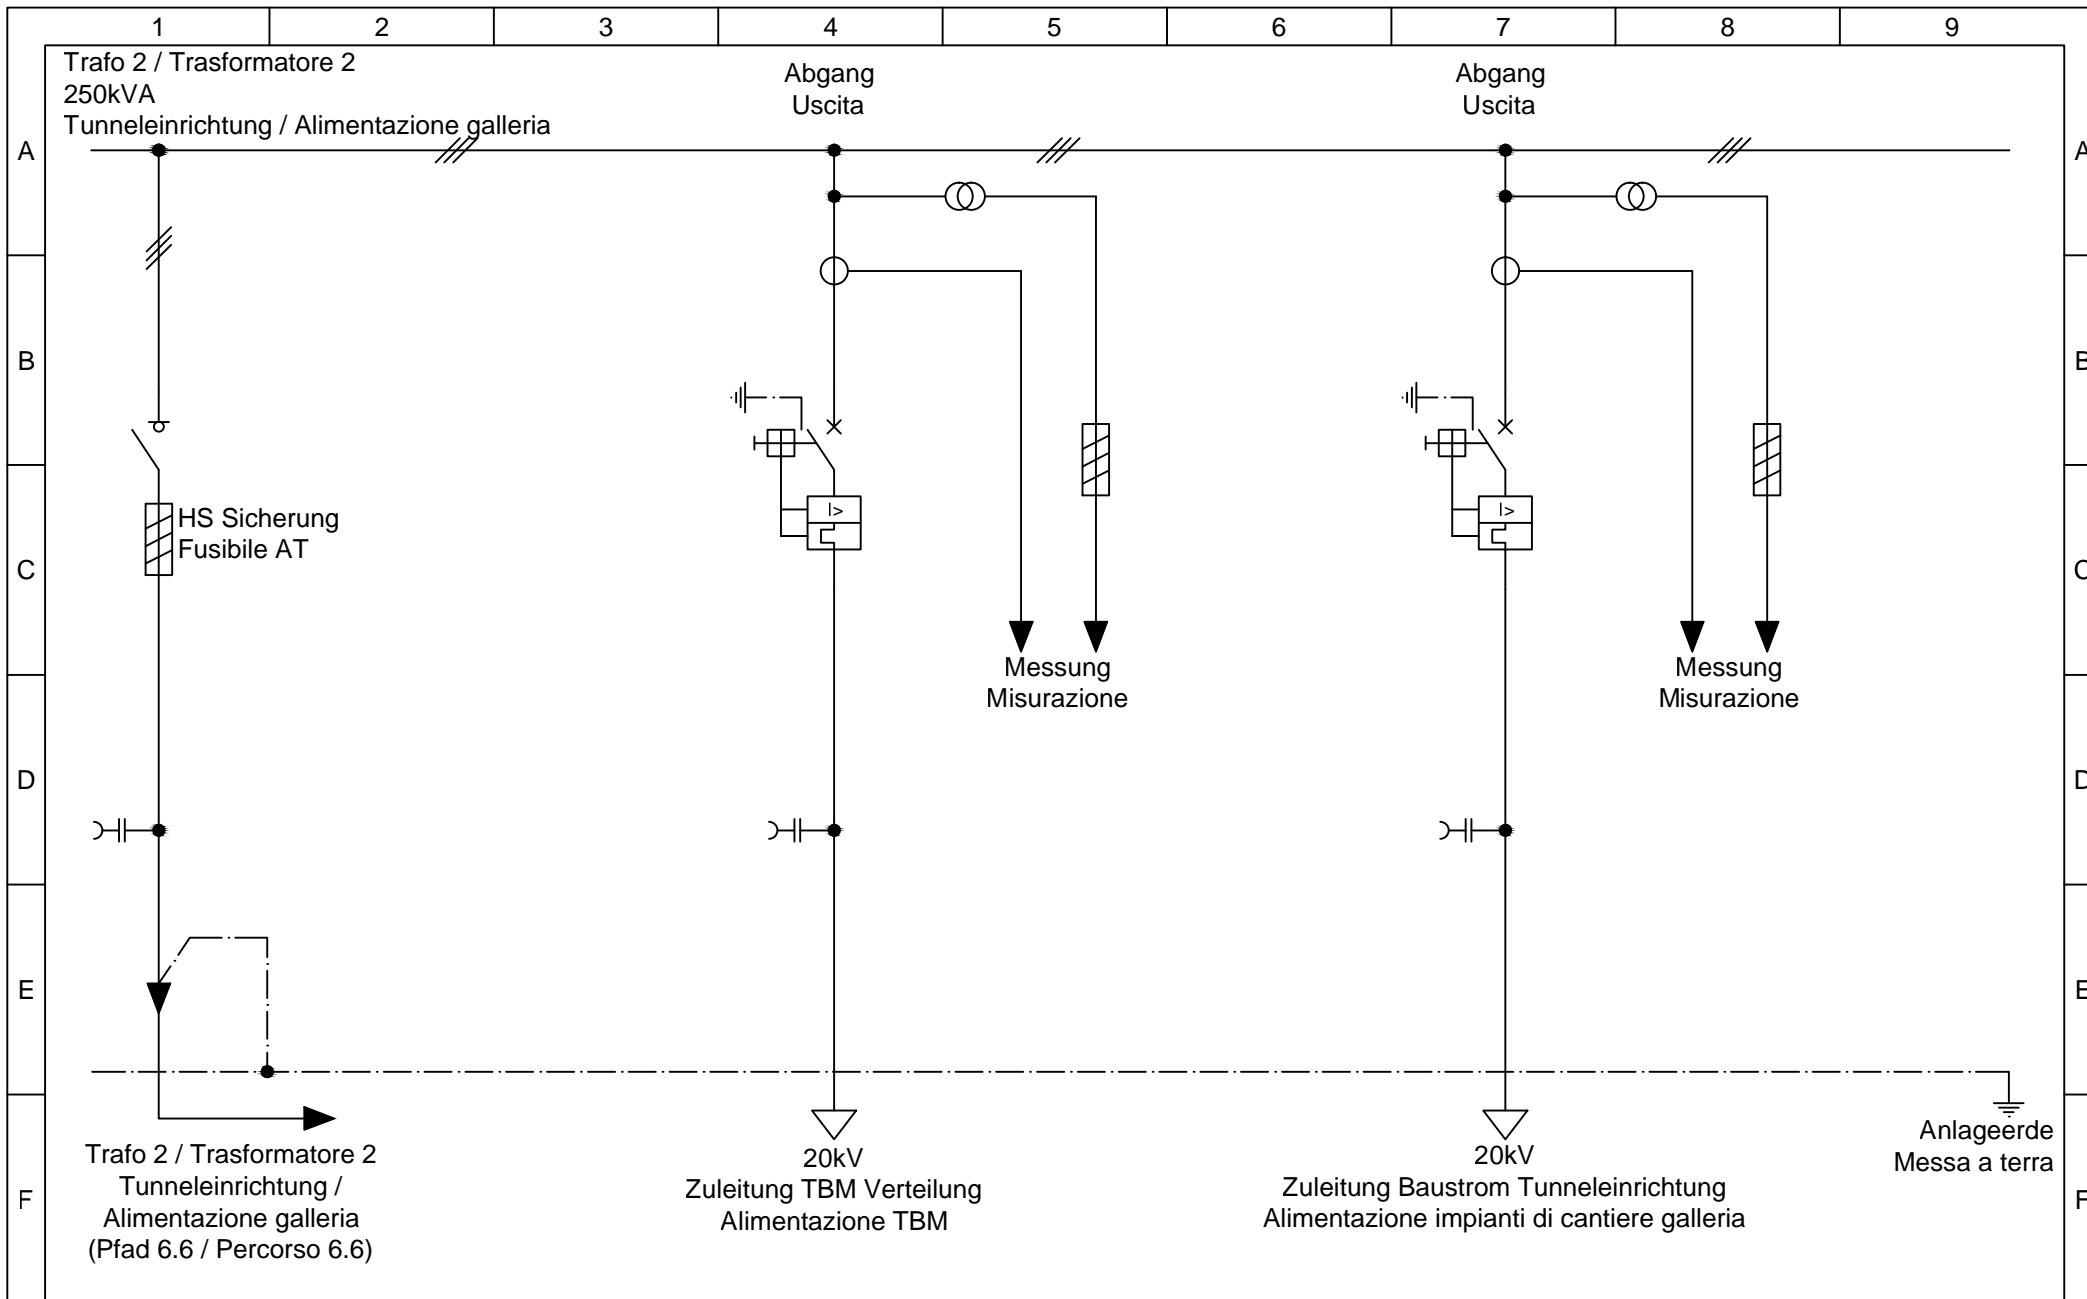 1 2 3 4 5 6 7 8 9
Trafo 2 / Trasformatore 2
250kVA
Tunneleinrichtung / Alimentazione galleria
Abgang
Uscita
Abgang
Uscita
A A
B B
I> I>
HS Sicherung
Fusibile AT
C C
Messung
Misurazione
Messung
Misurazione
D D
E E
Trafo 2 / Trasformatore 2
Tunneleinrichtung /
Alimentazione galleria
(Pfad 6.6 / Percorso 6.6)
20kV
Zuleitung TBM Verteilung
Alimentazione TBM
20kV
Zuleitung Baustrom Tunneleinrichtung
Alimentazione impianti di cantiere galleria
Anlageerde
Messa a terra
F F